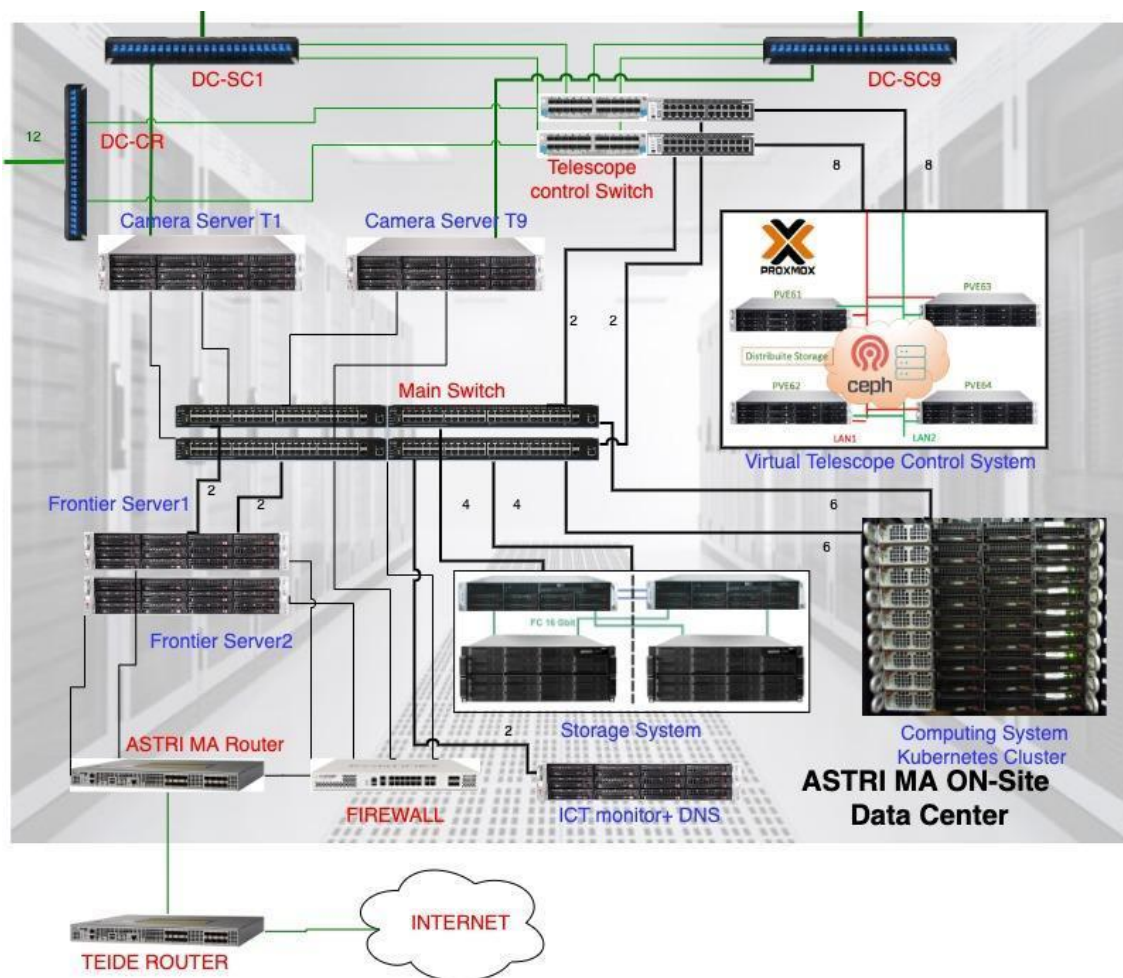 DC-SC1
DC-SC9
12
DC-CR
Telescope
control Switch
8
8
Camera Server T1
Camera Server T9
PROXMOX
PVE61
PVE63
2
2
Distribuite Storage
ceph
Main Switch
PVE62
PVE64
LAN1
LAN2
Virtual Telescope Control System
2
2
Frontier Server1
4
4
6
6
FC 16 Gbit
Frontier Server2
Storage System
2
Computing System
Kubernetes Cluster
ASTRI MA Router
FIREWALL
ICT monitor+ DNS
ASTRI MA ON-Site
Data Center
INTERNET
TEIDE ROUTER